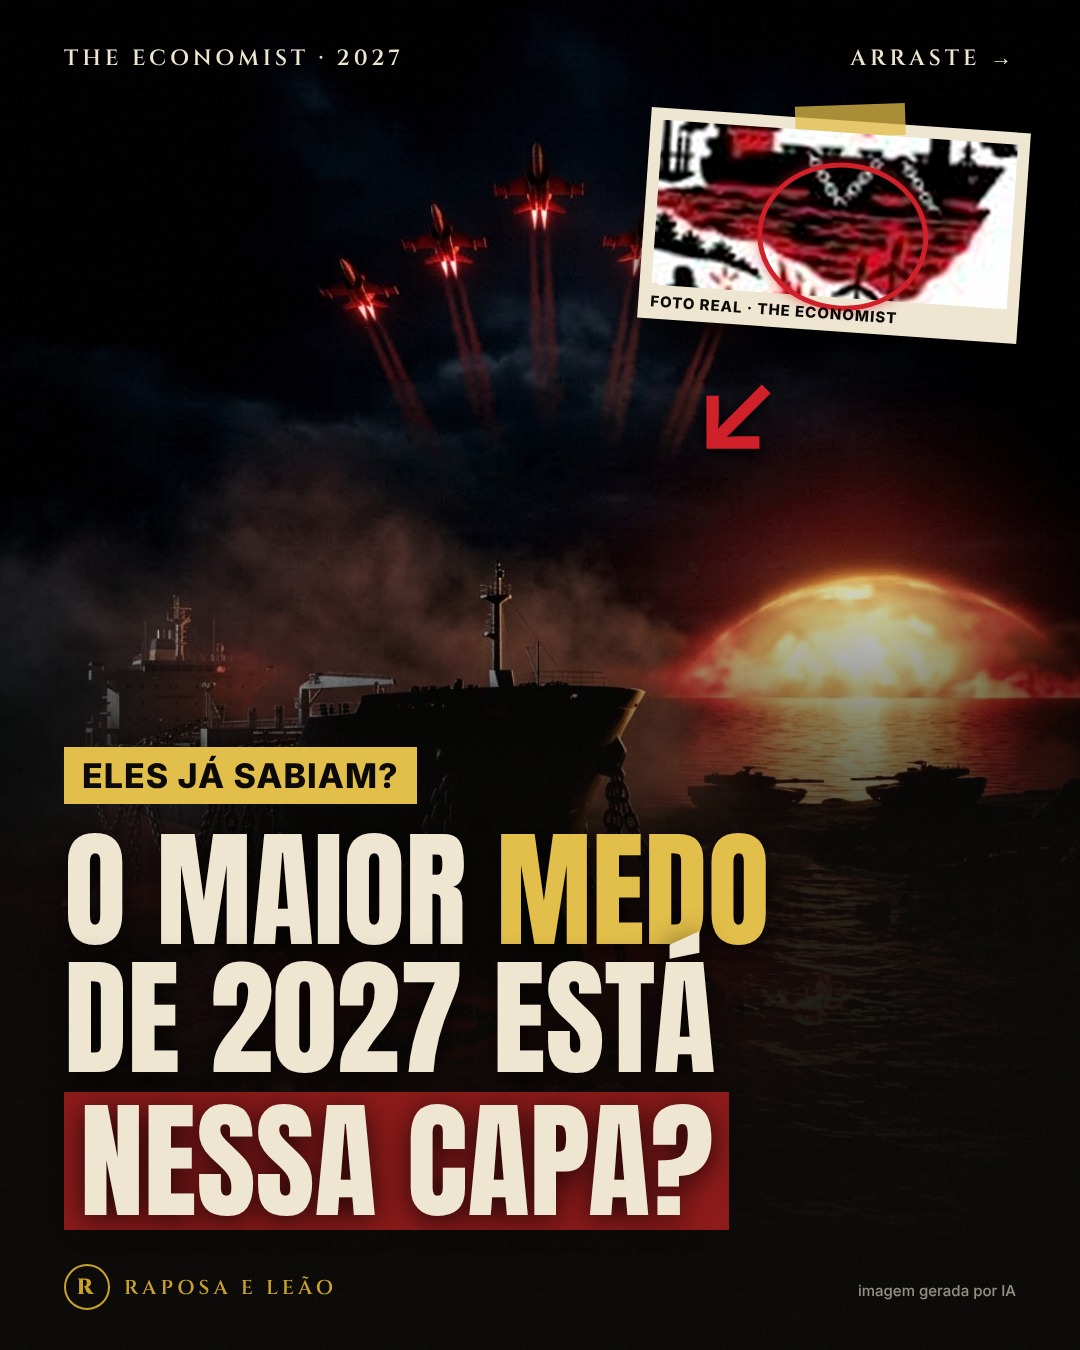 THE ECONOMIST · 2027
ARRASTE →
FOTO REAL · THE ECONOMIST
ELES JÁ SABIAM?
O MAIOR MEDO
DE 2027 ESTÁ
NESSA CAPA?
R RAPOSA E LEÃO
imagem gerada por IA